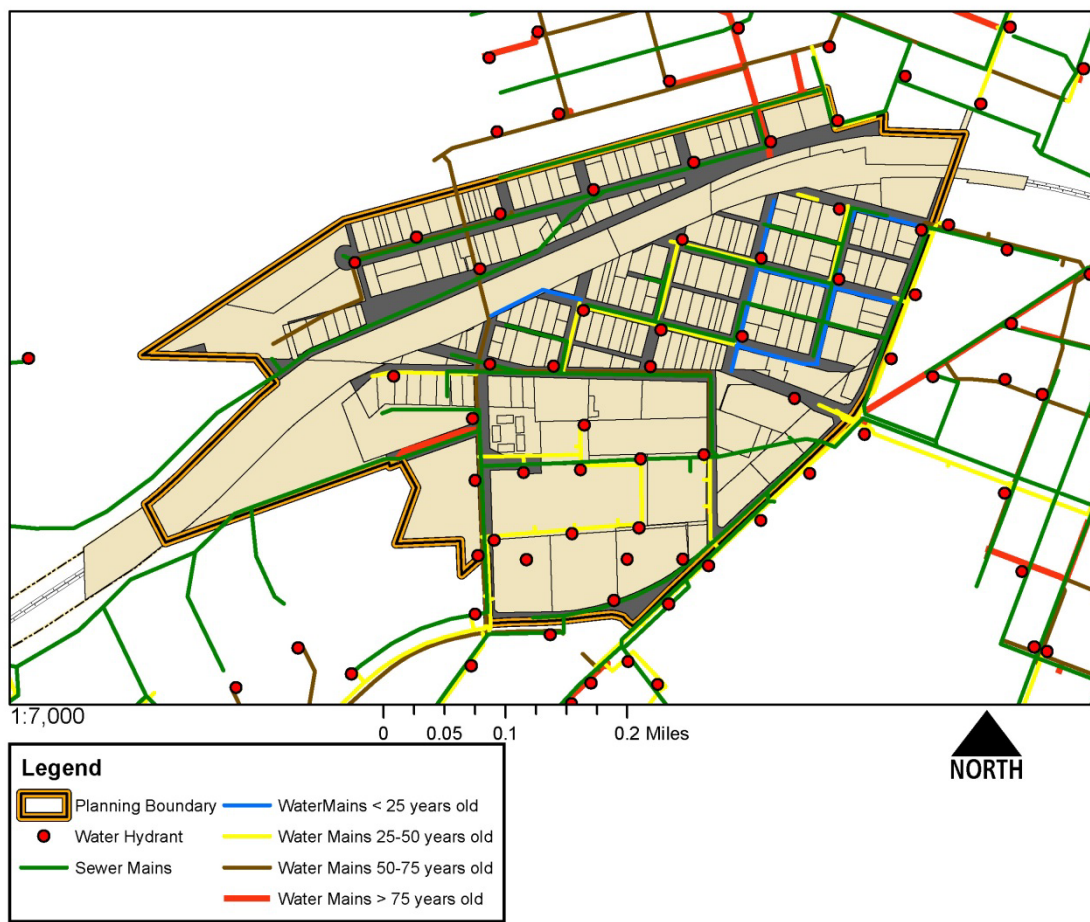 1:7,000
0 0.05 0.1 0.2 Miles
NORTH
Legend
Planning Boundary
Water Hydrant
Sewer Mains
WaterMains < 25 years old
Water Mains 25-50 years old
Water Mains 50-75 years old
Water Mains > 75 years old